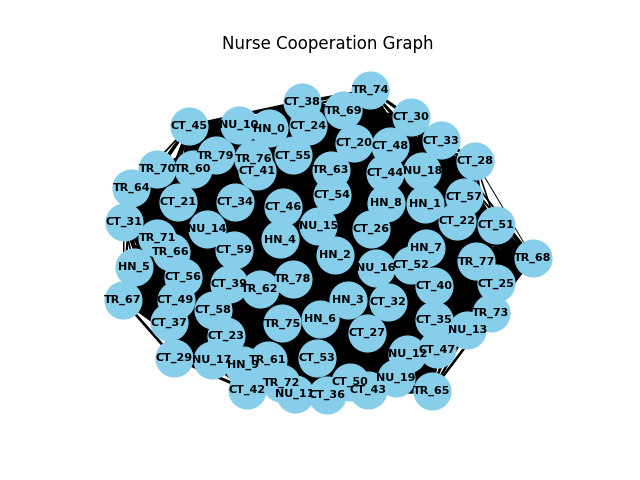 Nurse Cooperation Graph
TR_74
CT_38
TR_69
CT_30
CT_45
NU_10
HN_0
CT_24
CT_33
CT_20
CT_48
TR_79
TR_76
CT_55
CT_28
TR_70
TR_60
CT_41
TR_63
CT_44
NU_18
TR_64
CT_54
CT_57
CT_21
CT_34
CT_46
HN_8
HN_1
CT_31
CT_22
CT_51
NU_14
NU_15
CT_26
TR_71
HN_4
TR_66
CT_59
HN_2
HN_7
TR_68
HN_5
NU_16
CT_52
TR_77
CT_56
TR_78
CT_39
TR_62
CT_40
CT_25
TR_67
CT_49
HN_3
CT_32
CT_58
TR_73
CT_37
TR_75
HN_6
CT_35
NU_13
CT_23
CT_27
CT_29
NU_17
HN_9
TR_61
CT_53
NU_12
CT_47
CT_42
TR_72
NU_11
CT_36
CT_50
CT_43
NU_19
TR_65